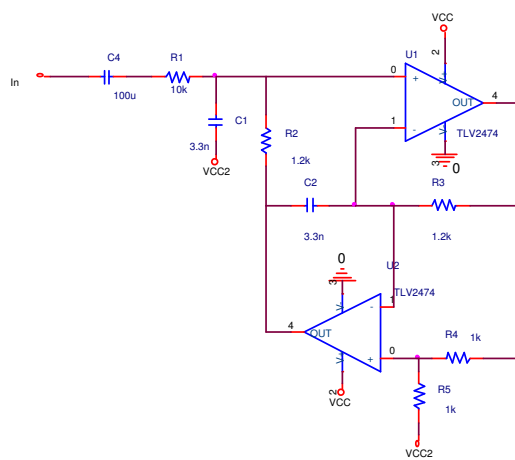 VCC
C4
R1
U1
2
V+
In
0
+
100u
10k
OUT
4
C1
1
-
R2
V-
TLV2474
3.3n
3
0
VCC2
1.2k
C2
R3
3.3n
1.2k
0
U2
3
TLV2474
V-
-
1
4
OUT
R4
1k
V+
+
0
R5
2
VCC
1k
VCC2